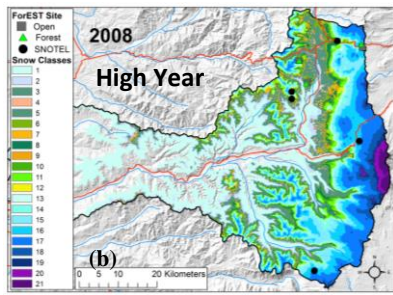 ForEST Site
Open
Forest
SNOTEL
Snow Classes
1
2
3
4
5
6
7
8
9
10
11
12
13
14
15
16
17
18
19
20
21
2008
High Year
(b)
0 5 10 20 Kilometers